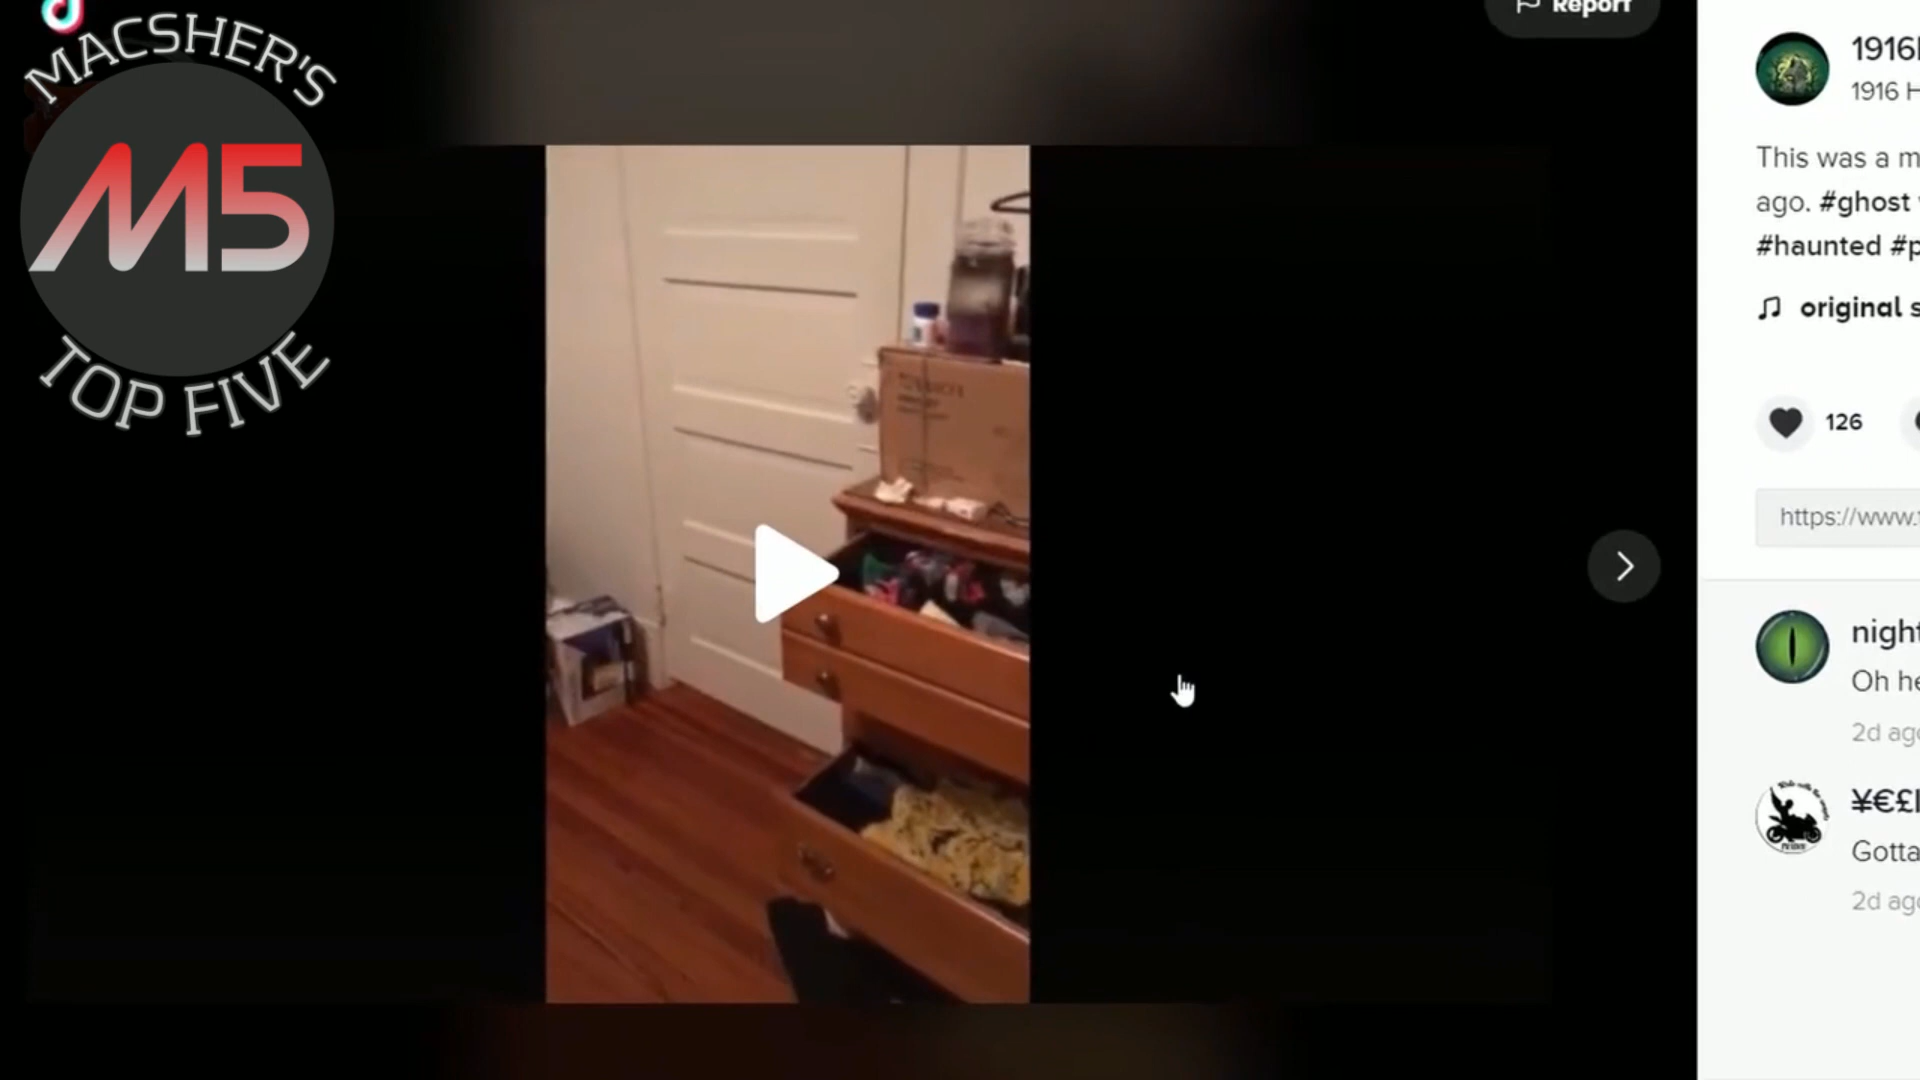 MACSHER'S
M5
TOP FIVE
Report
1916
1916 H
This was a m
ago. #ghost
#haunted #p
original s
126
https://www.
night
Oh he
2d ago
¥€£
Gotta
2d ago